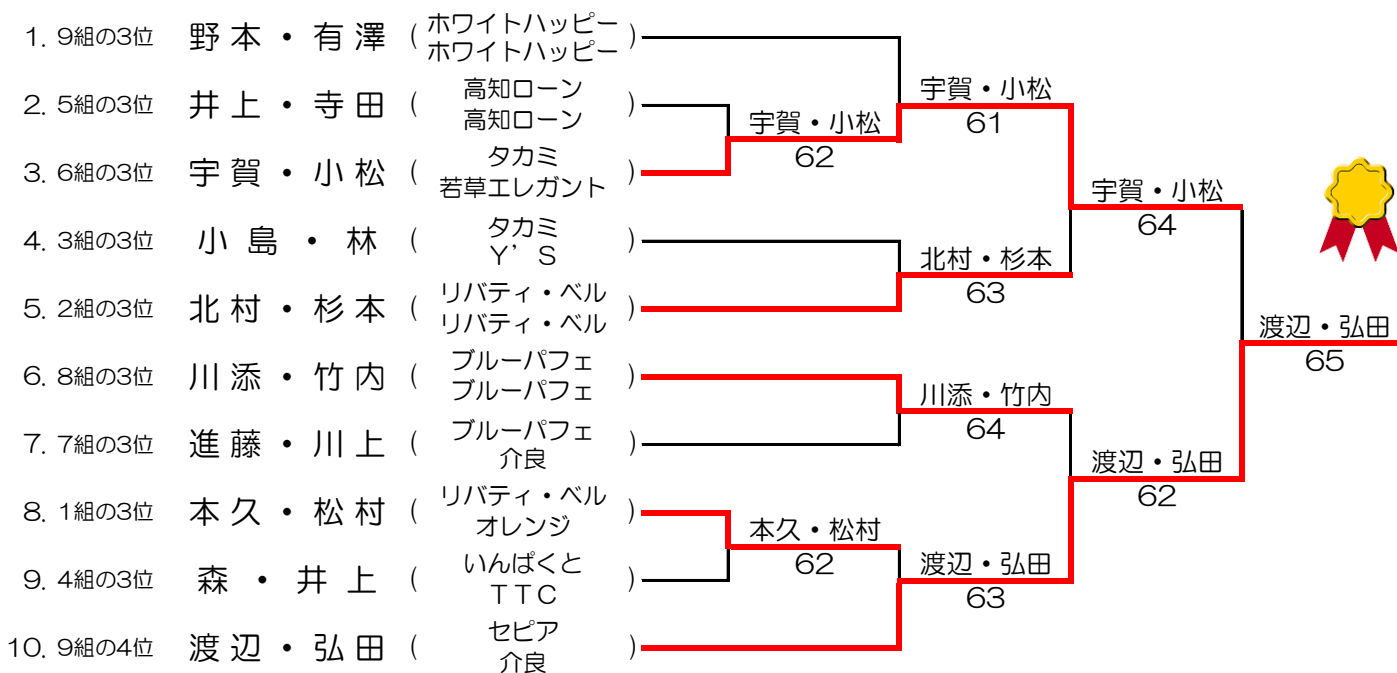 1. 9組の3位 野本・有澤 ( ホワイトハッピー
ホワイトハッピー )
2. 5組の3位 井上・寺田 ( 高知ローン
高知ローン )
3. 6組の3位 宇賀・小松 ( タカミ
若草エレガント )
4. 3組の3位 小島・林 ( タカミ
Y'S )
5. 2組の3位 北村・杉本 ( リバティ・ベル
リバティ・ベル )
6. 8組の3位 川添・竹内 ( ブルーパフェ
ブルーパフェ )
7. 7組の3位 進藤・川上 ( ブルーパフェ
介良 )
8. 1組の3位 本久・松村 ( リバティ・ベル
オレンジ )
9. 4組の3位 森・井上 ( いんぱくと
TTC )
10. 9組の4位 渡辺・弘田 ( セピア
介良 )
宇賀・小松
62
本久・松村
62
宇賀・小松
61
北村・杉本
63
川添・竹内
64
渡辺・弘田
63
宇賀・小松
64
渡辺・弘田
62
渡辺・弘田
65